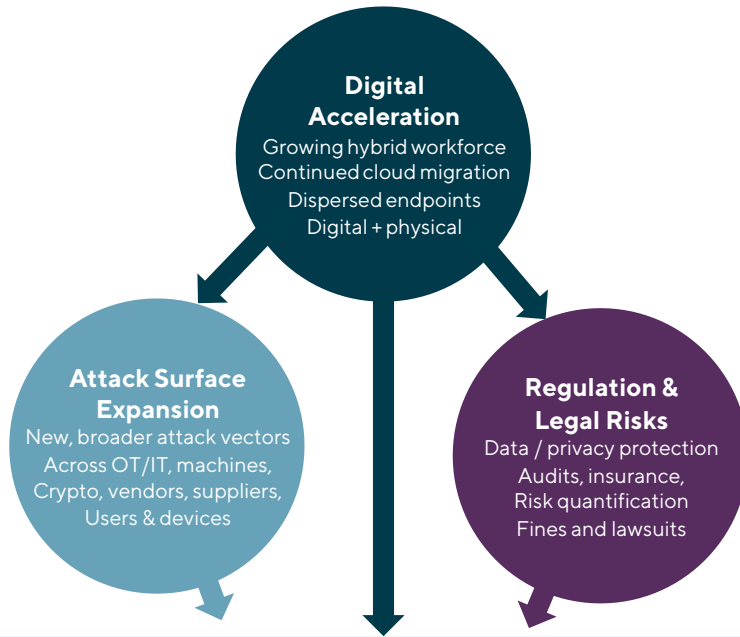 Digital
Acceleration
Growing hybrid workforce
Continued cloud migration
Dispersed endpoints
Digital + physical
Attack Surface
Expansion
New, broader attack vectors
Across OT/IT, machines,
Crypto, vendors, suppliers,
Users & devices
Regulation &
Legal Risks
Data / privacy protection
Audits, insurance,
Risk quantification
Fines and lawsuits